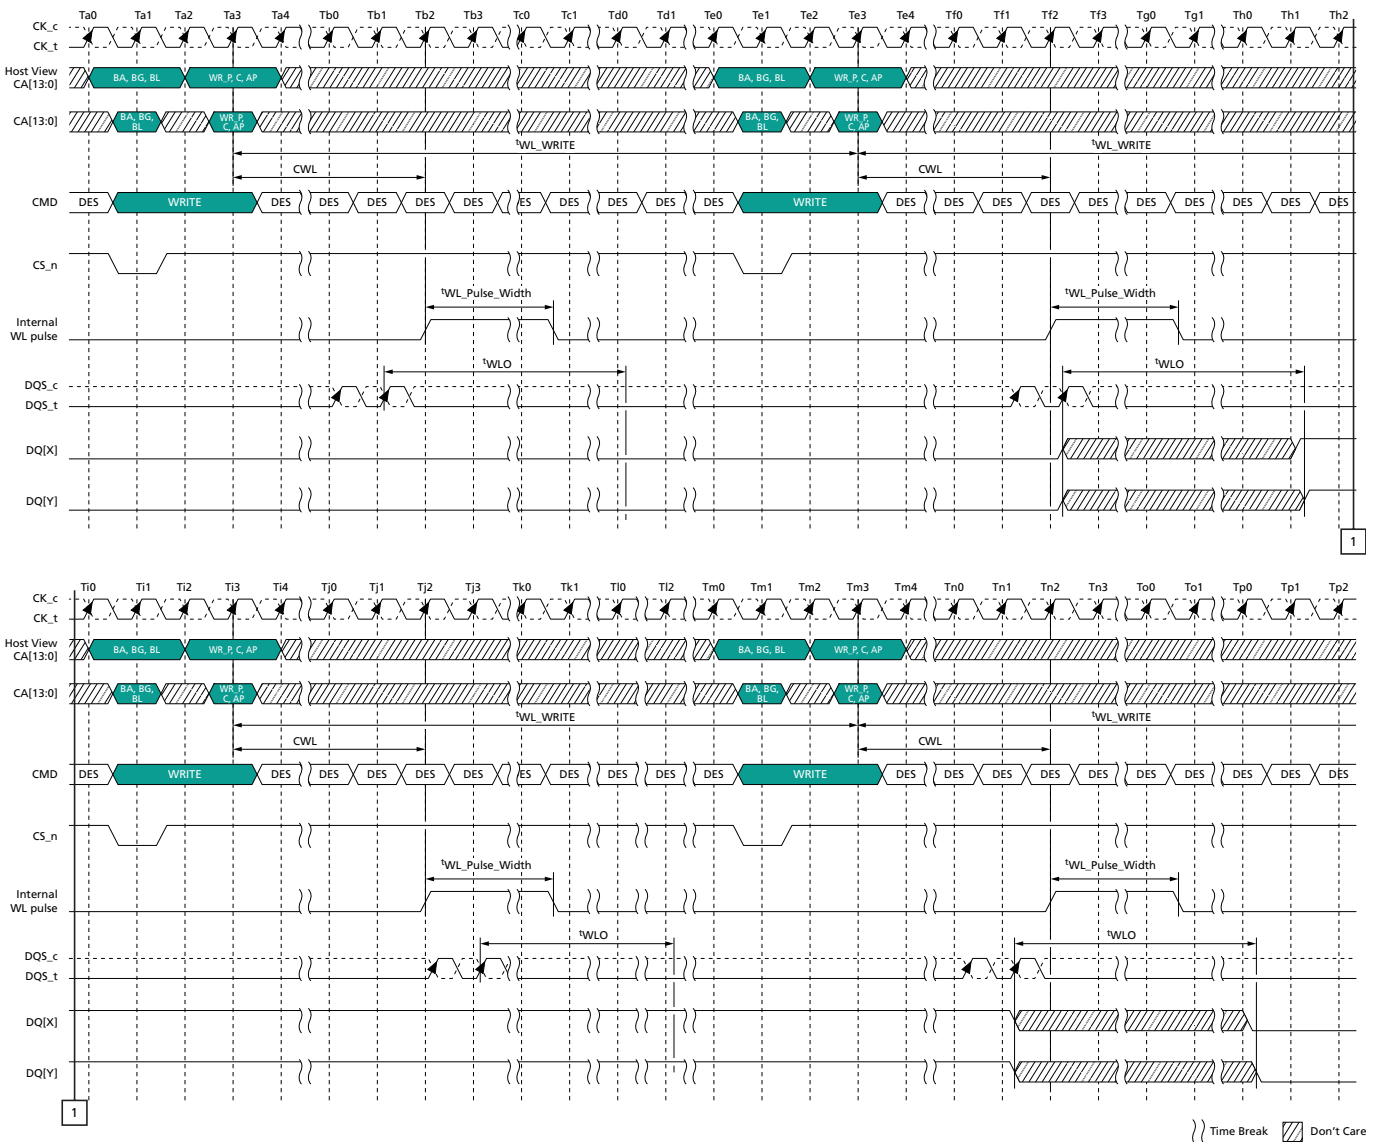 Ta0 Ta1 Ta2 Ta3 Ta4 Tb0 Tb1 Tb2 Tb3 Tc0 Tc1 Td0 Td1 Te0 Te1 Te2 Te3 Te4 Tf0 Tf1 Tf2 Tf3 Tg0 Tg1 Th0 Th1 Th2
CK_c
CK_t
Host View
CA[13:0]
BA, BG, BL WR_P, C, AP BA, BG, BL WR_P, C, AP
CA[13:0]
BA, BG, WR_P, BA, BG, WR_P,
BL C, AP BL C, AP
tWL_WRITE tWL_WRITE
CWL CWL
CMD DES WRITE DES DES DES DES DES ES DES DES DES DES WRITE DES DES DES DES DES DES DES DES DES DES
CS_n
tWL_Pulse_Width tWL_Pulse_Width
Internal
WL pulse
tWLO tWLO
DQS_c
DQS_t
DQ[X]
DQ[Y]
1
Ti0 Ti1 Ti2 Ti3 Ti4 Tj0 Tj1 Tj2 Tj3 Tk0 Tk1 Tl0 Tl2 Tm0 Tm1 Tm2 Tm3 Tm4 Tn0 Tn1 Tn2 Tn3 To0 To1 Tp0 Tp1 Tp2
CK_c
CK_t
Host View
CA[13:0]
BA, BG, BL WR_P, C, AP BA, BG, BL WR_P, C, AP
CA[13:0]
BA, BG, WR_P, BA, BG, WR_P,
BL C, AP BL C, AP
tWL_WRITE tWL_WRITE
CWL CWL
CMD DES WRITE DES DES DES DES DES ES DES DES DES DES WRITE DES DES DES DES DES DES DES DES DES DES
CS_n
tWL_Pulse_Width tWL_Pulse_Width
Internal
WL pulse
tWLO tWLO
DQS_c
DQS_t
DQ[X]
DQ[Y]
1
Time Break Don't Care